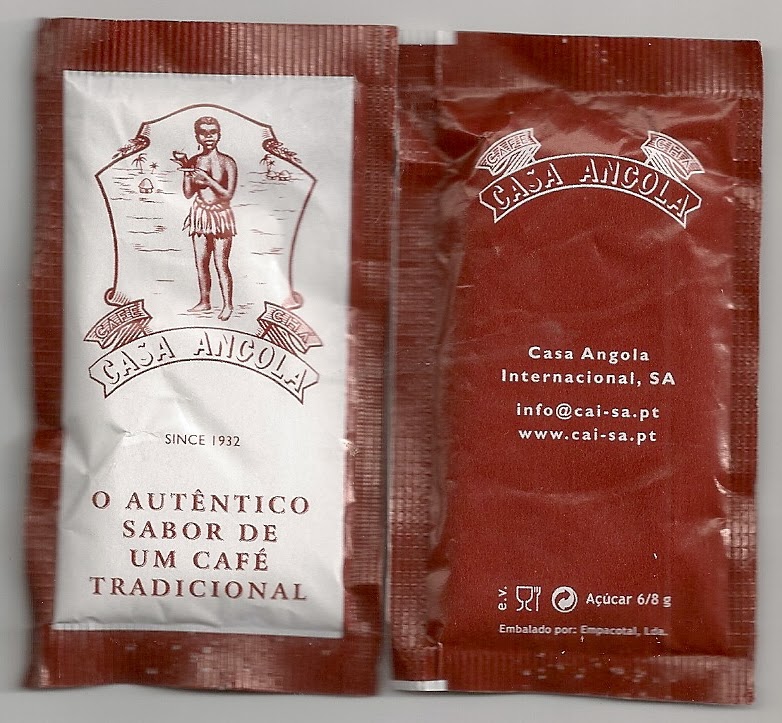 CAFÉ CHÁ
CASA ANGOLA
SINCE 1932
O AUTÊNTICO
SABOR DE
UM CAFÉ
TRADICIONAL
CAFÉ CHÁ
CASA ANGOLA
Casa Angola
Internacional, SA
info@cai-sa.pt
www.cai-sa.pt
e.v. Açúcar 6/8 g
Embalado por: Empacotal, Lda.